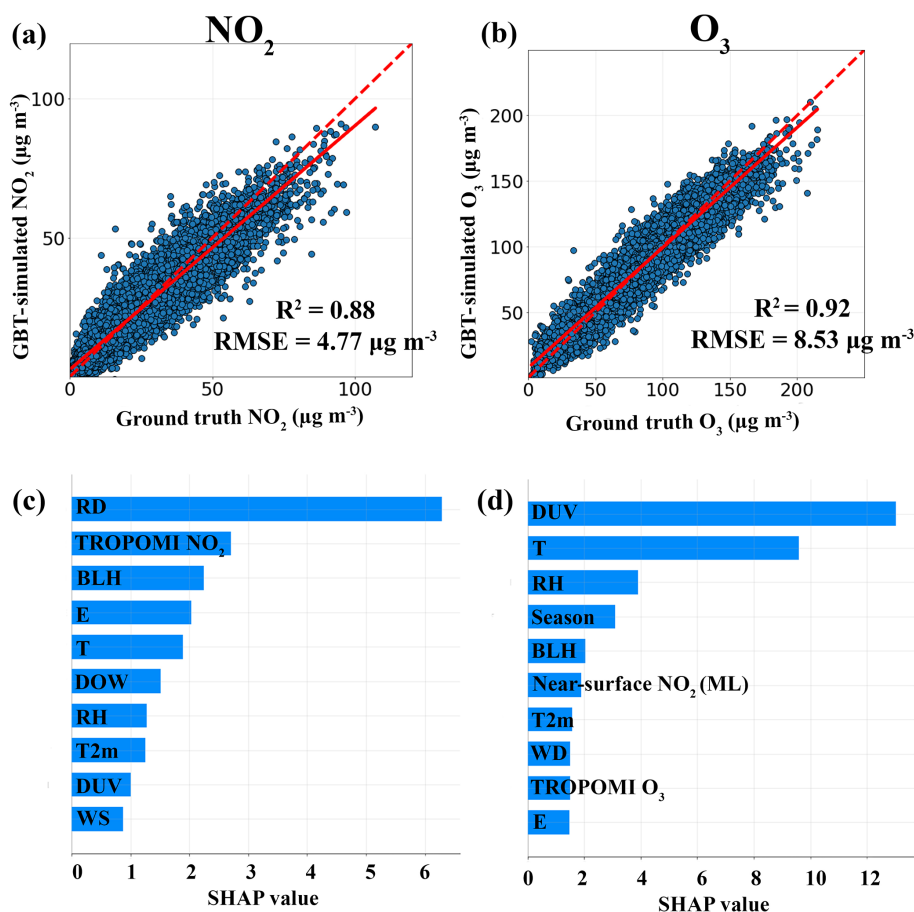 (a)
NO₂
(b)
O₃
GBT-simulated NO₂ (µg m⁻³)
100
50
R² = 0.88
RMSE = 4.77 µg m⁻³
0
50
100
Ground truth NO₂ (µg m⁻³)
GBT-simulated O₃ (µg m⁻³)
200
150
100
50
R² = 0.92
RMSE = 8.53 µg m⁻³
0
50
100
150
200
Ground truth O₃ (µg m⁻³)
(c)
RD
TROPOMI NO₂
BLH
E
T
DOW
RH
T2m
DUV
WS
0 1 2 3 4 5 6
SHAP value
(d)
DUV
T
RH
Season
BLH
Near-surface NO₂ (ML)
T2m
WD
TROPOMI O₃
E
0 2 4 6 8 10 12
SHAP value